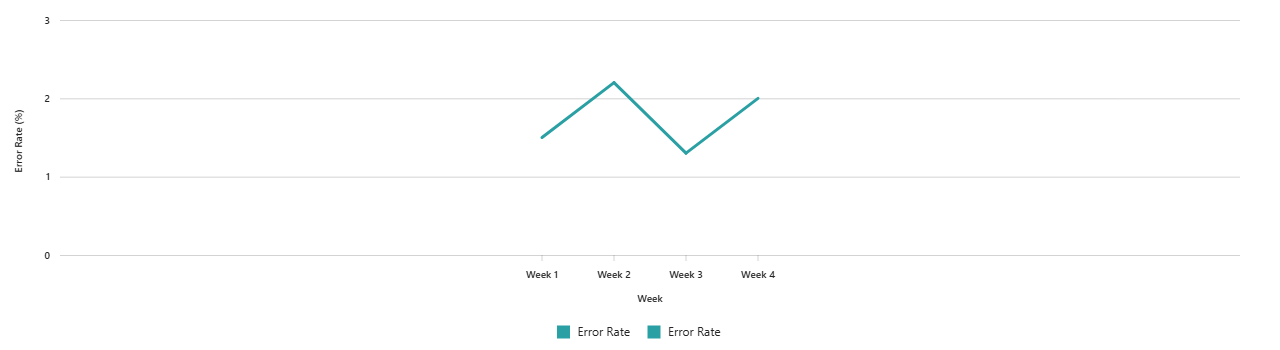 3
2
1
0
Error Rate (%)
Week 1 Week 2 Week 3 Week 4
Week
Error Rate Error Rate